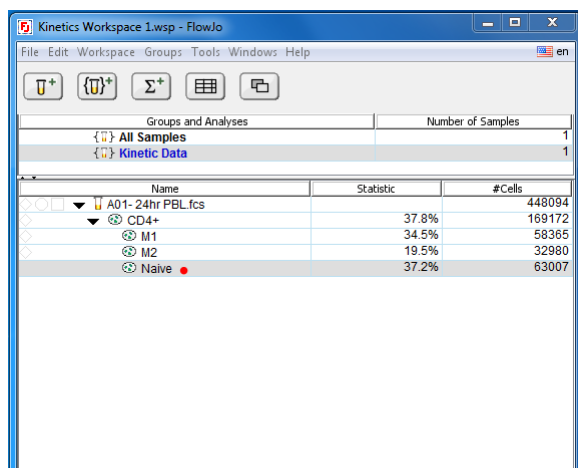 Kinetics Workspace 1.wsp - FlowJo
File Edit Workspace Groups Tools Windows Help en
Groups and Analyses Number of Samples
{ } All Samples 1
{ } Kinetic Data 1
Name Statistic #Cells
A01- 24hr PBL.fcs 448094
CD4+ 37.8% 169172
M1 34.5% 58365
M2 19.5% 32980
Naive 37.2% 63007